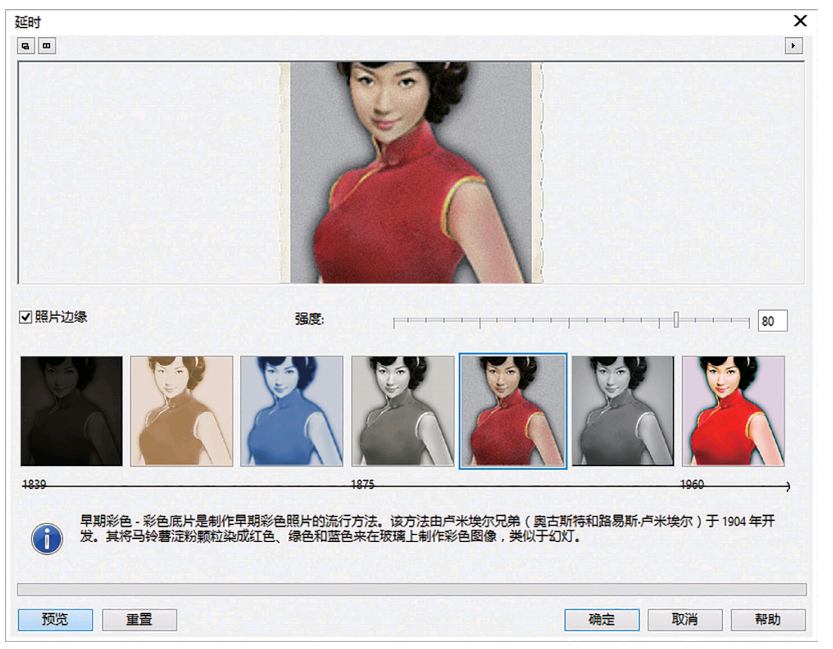 延时
照片边缘
强度:
80
1839
1875
1960
早期彩色 - 彩色底片是制作早期彩色照片的流行方法。该方法由卢米埃尔兄弟(奥古斯特和路易斯·卢米埃尔)于 1904 年开
发。其将马铃薯淀粉颗粒染成红色、绿色和蓝色来在玻璃上制作彩色图像，类似于幻灯。
预览
重置
确定
取消
帮助